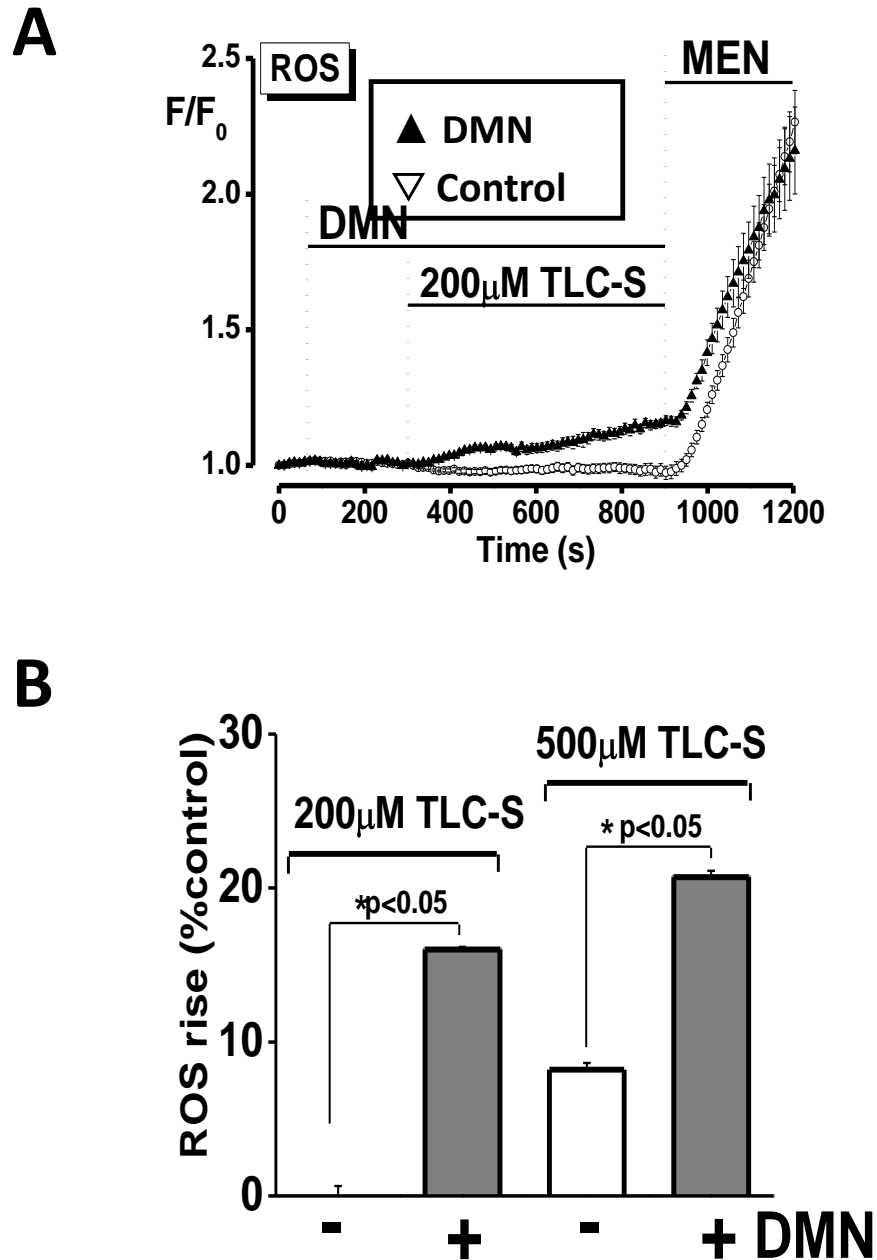 A
2.5
ROS
MEN
F/F0
▲ DMN
▽ Control
2.0
DMN
200μM TLC-S
1.5
1.0
0 200 400 600 800 1000 1200
Time (s)
B
ROS rise (%control)
30
500μM TLC-S
200μM TLC-S
* p<0.05
20
*p<0.05
10
0
- + - + DMN